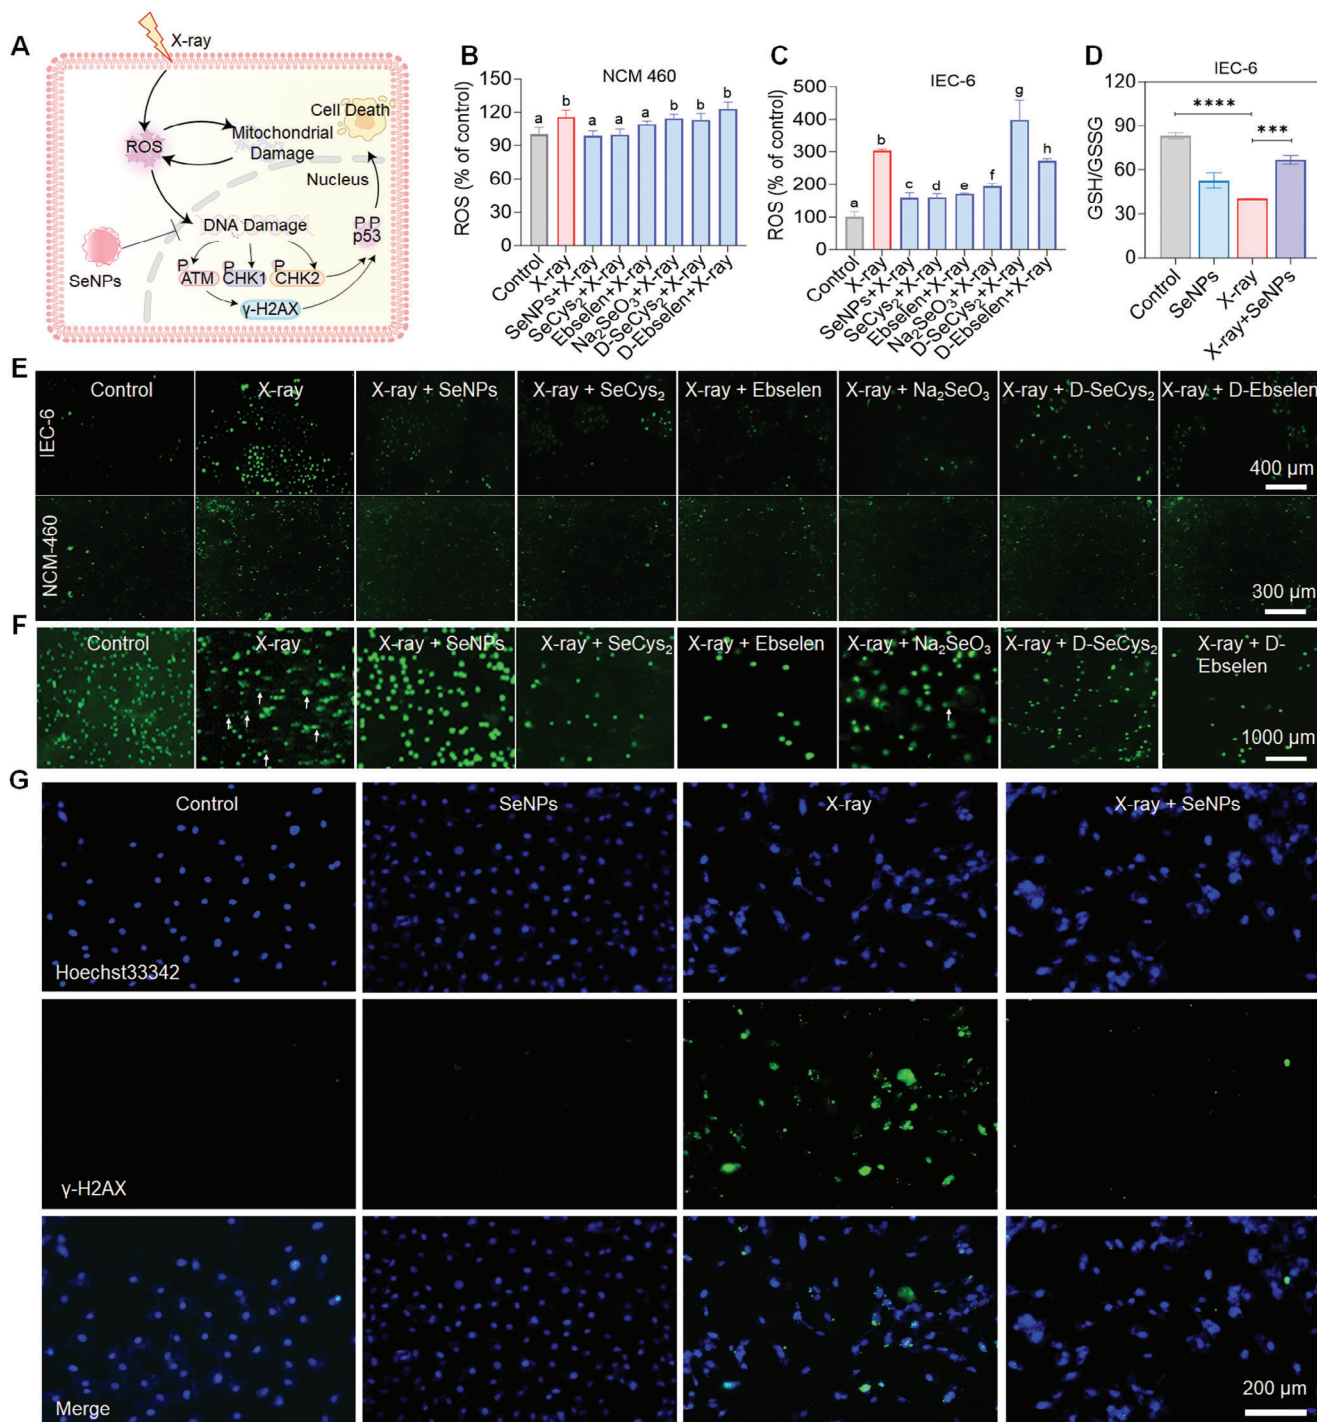 A
X-ray
ROS
Mitochondrial
Damage
Cell Death
Nucleus
DNA Damage
SeNPs
P
ATM
P
CHK1
P
CHK2
P P
p53
γ-H2AX
B
NCM 460
ROS (% of control)
150
120
90
60
30
0
a
b
a
a
a
b
b
b
Control
X-ray
SeNPs+X-ray
SeCys₂+X-ray
Ebselen+X-ray
Na₂SeO₃+X-ray
D-SeCys₂+X-ray
D-Ebselen+X-ray
C
IEC-6
ROS (% of control)
500
400
300
200
100
0
a
b
c
d
e
f
g
h
Control
X-ray
SeNPs+X-ray
SeCys₂+X-ray
Ebselen+X-ray
Na₂SeO₃+X-ray
D-SeCys₂+X-ray
D-Ebselen+X-ray
D
IEC-6
GSH/GSSG
120
90
60
30
0
****
***
Control
SeNPs
X-ray
X-ray+SeNPs
E
IEC-6
Control
X-ray
X-ray + SeNPs
X-ray + SeCys₂
X-ray + Ebselen
X-ray + Na₂SeO₃
X-ray + D-SeCys₂
X-ray + D-Ebselen
400 μm
NCM-460
300 μm
F
Control
X-ray
X-ray + SeNPs
X-ray + SeCys₂
X-ray + Ebselen
X-ray + Na₂SeO₃
X-ray + D-SeCys₂
X-ray + D-
Ebselen
1000 μm
G
Control
SeNPs
X-ray
X-ray + SeNPs
Hoechst33342
γ-H2AX
Merge
200 μm